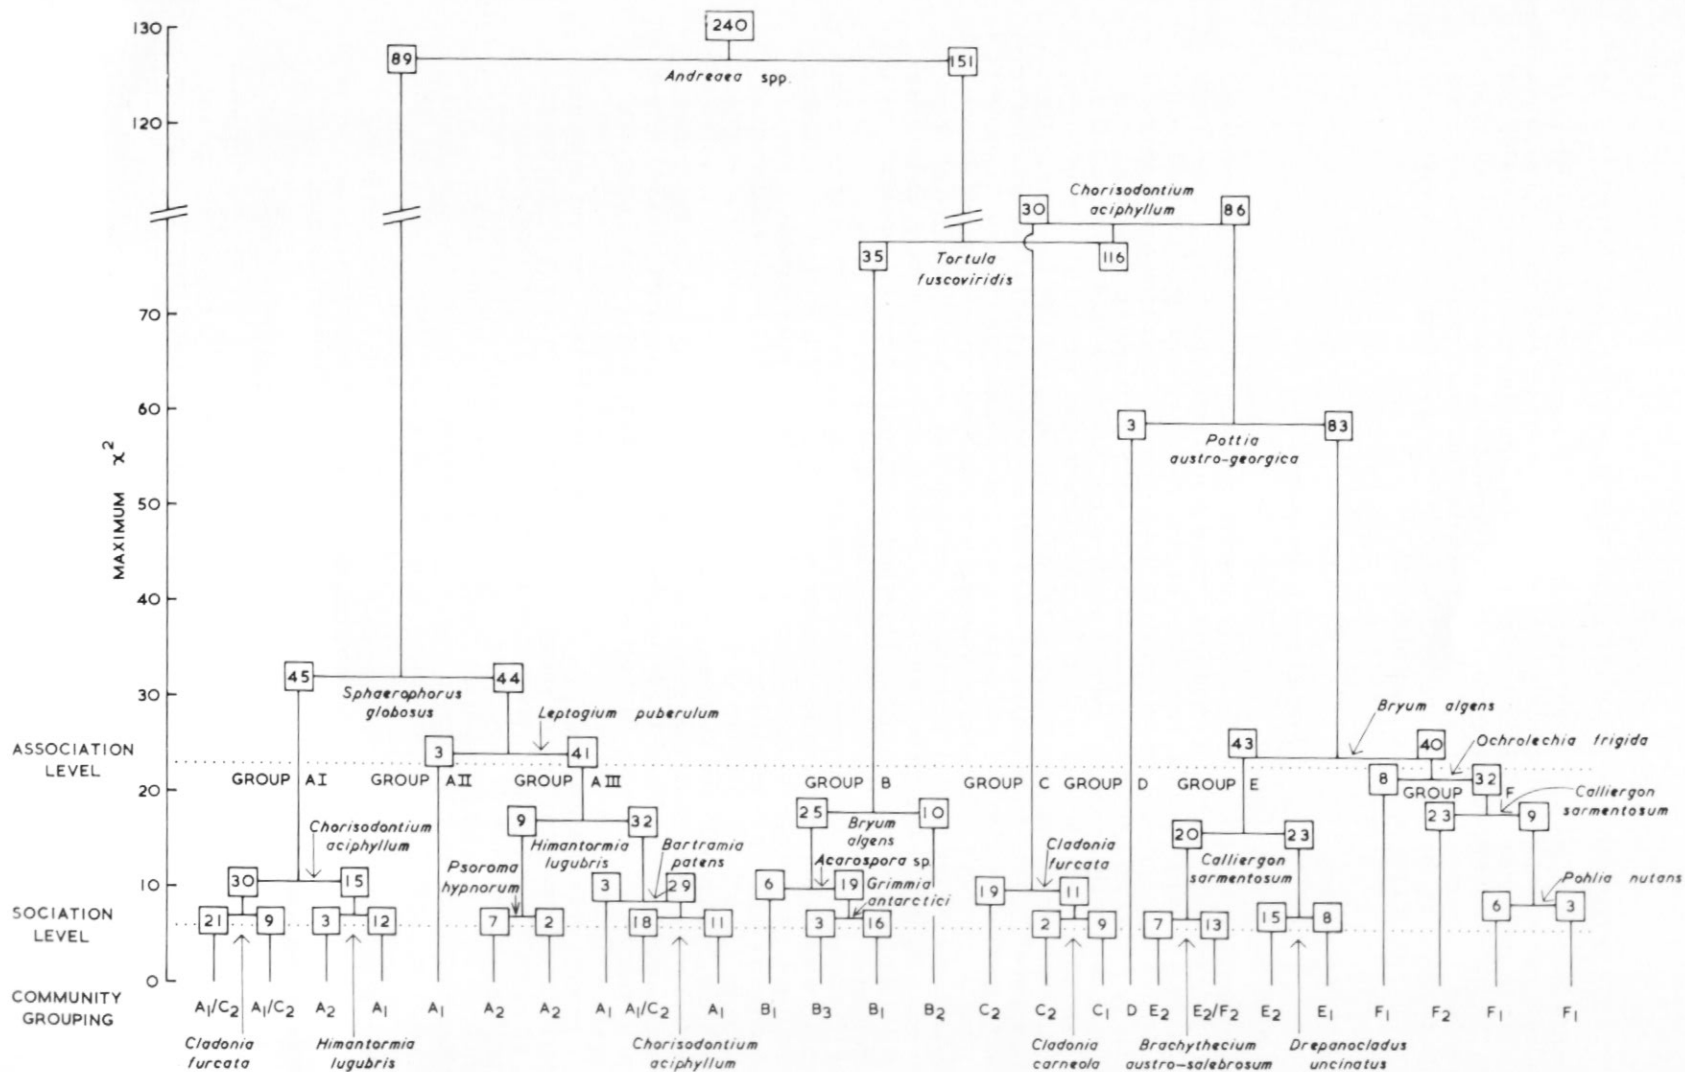 130
240
89
151
Andreaea spp.
120
Chorisodontium
aciphyllum
30
86
35
Tortula
fuscoviridis
116
70
60
3
83
Pottia
austro-georgica
MAXIMUM χ²
50
40
45
44
Sphaerophorus
globosus
30
Leptogium puberulum
Bryum algens
3
41
43
40
Ochrolechia frigida
ASSOCIATION
LEVEL
GROUP AI
GROUP AII
GROUP AIII
GROUP B
GROUP C
GROUP D
GROUP E
8
32
GROUP F
Calliergon
sarmentosum
20
9
32
25
10
23
9
Chorisodontium
aciphyllum
Himantormia
lugubris
Bartramia
patens
Bryum
algens
20
23
Calliergon
sarmentosum
Psoroma
hypnorum
Acarospora sp.
Grimmia
antarctici
Cladonia
furcata
Pohlia nutans
10
30
15
3
29
6
19
19
11
6
3
SOCIATION
LEVEL
21
9
3
12
7
2
18
11
3
16
2
9
7
13
15
8
0
COMMUNITY
GROUPING
A1/C2 A1/C2 A2 A1 A1 A2 A2 A1 A1/C2 A1 B1 B3 B1 B2 C2 C2 C1 D E2 E2/F2 E2 E1 F1 F2 F1 F1
Cladonia
furcata
Himantormia
lugubris
Chorisodontium
aciphyllum
Cladonia
carneola
Brachythecium
austro-salebrosum
Drepanocladus
uncinatus